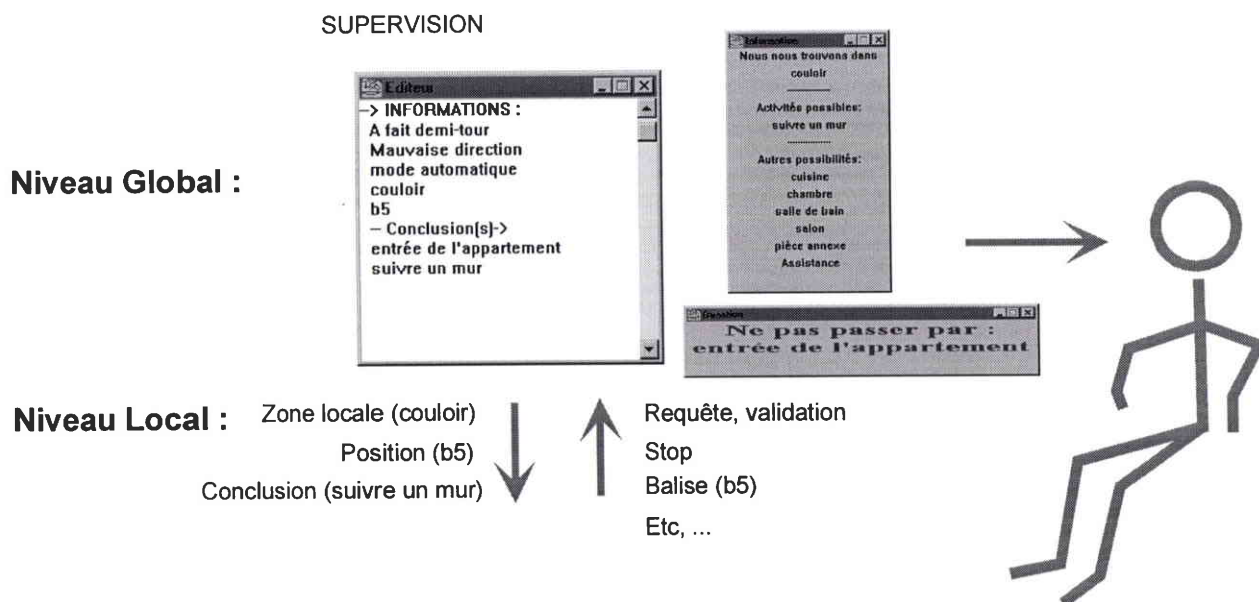 SUPERVISION
Niveau Global :
Editeur
–> INFORMATIONS :
A fait demi-tour
Mauvaise direction
mode automatique
couloir
b5
– Conclusion(s)->
entrée de l'appartement
suivre un mur
Information
Nous nous trouvons dans
couloir
----------
Activités possibles:
suivre un mur
----------
Autres possibilités:
cuisine
chambre
salle de bain
salon
pièce annexe
Assistance
Ne pas passer par :
entrée de l'appartement
Niveau Local :
Zone locale (couloir)
Position (b5)
Conclusion (suivre un mur)
Requête, validation
Stop
Balise (b5)
Etc, ...